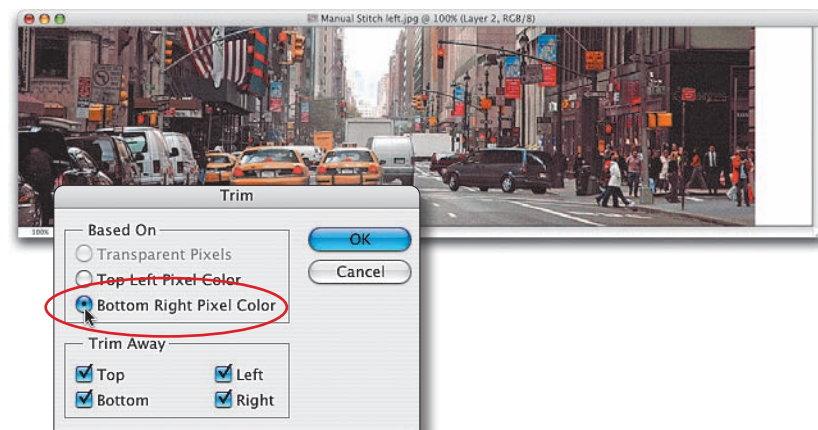 Manual Stitch left.jpg @ 100% (Layer 2, RGB/8)
100%
Trim
Based On
Transparent Pixels
Top Left Pixel Color
Bottom Right Pixel Color
OK
Cancel
Trim Away
Top
Left
Bottom
Right